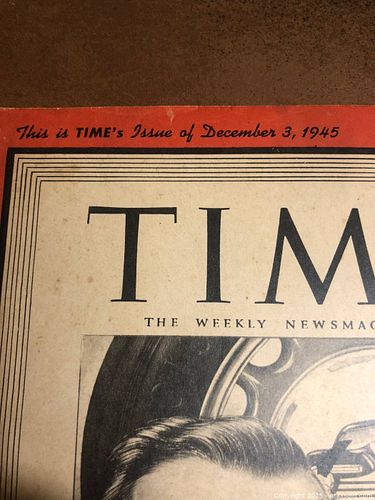 This is TIME's Issue of December 3, 1945
TIM
THE WEEKLY NEWSMAG